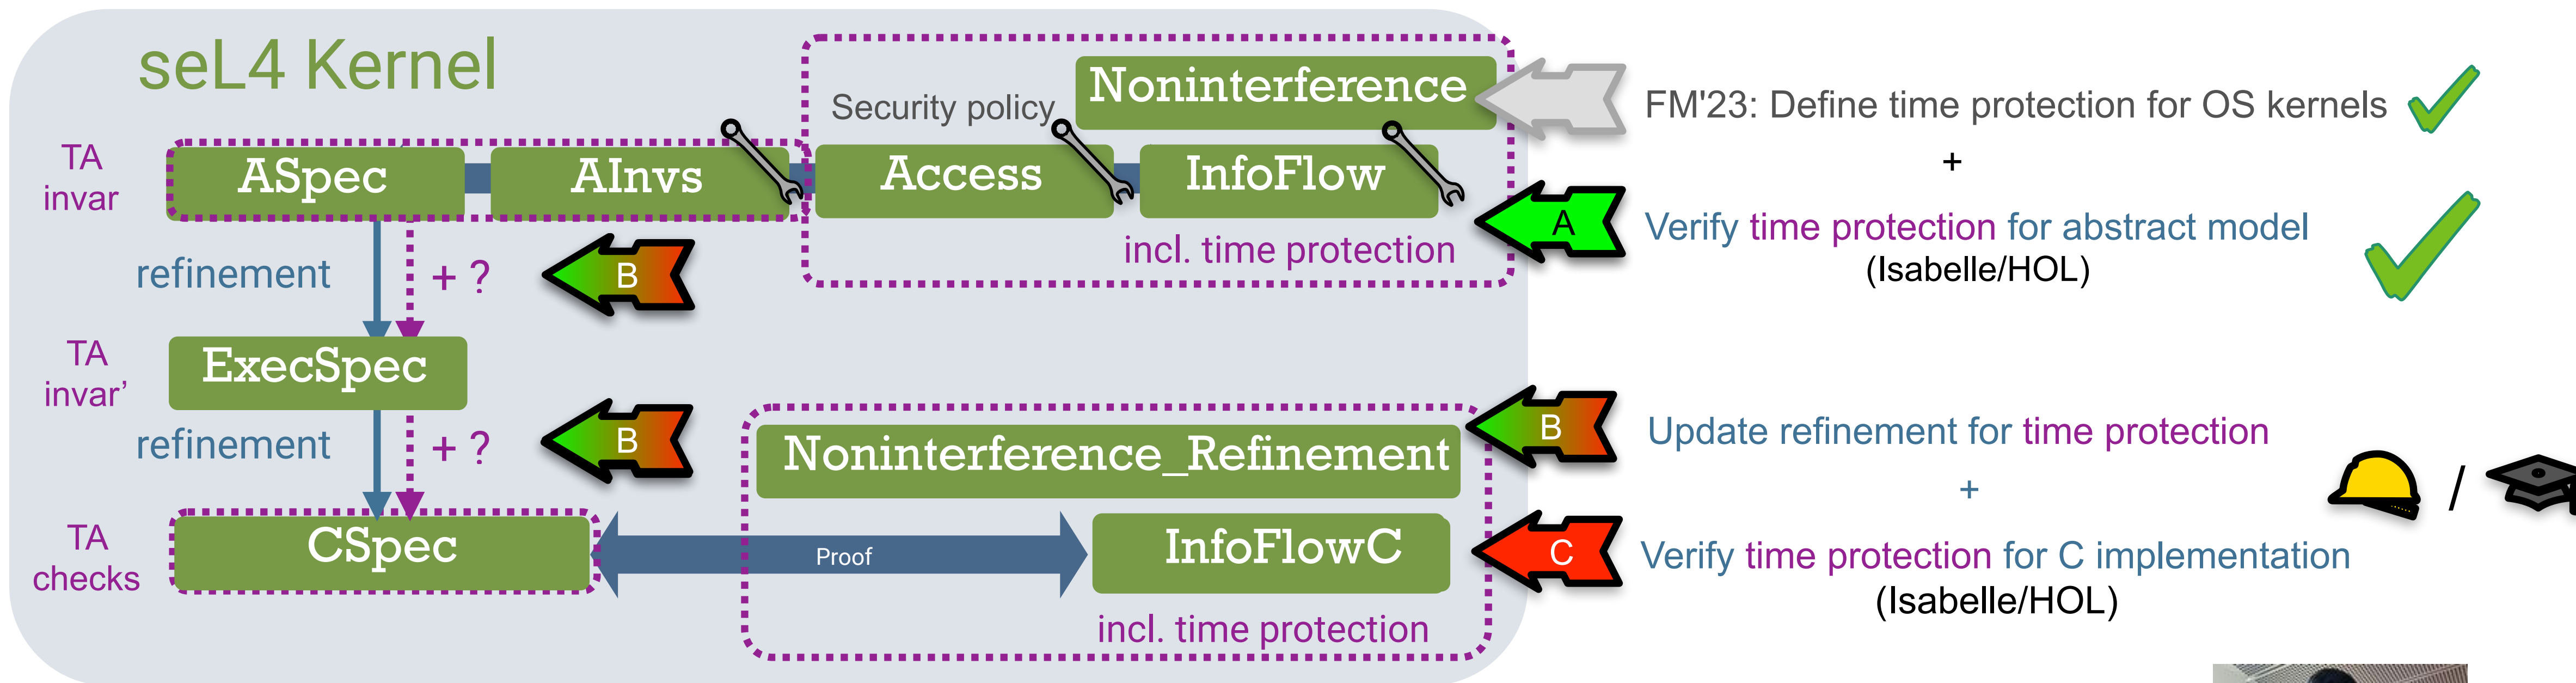 seL4 Kernel
Security policy
Noninterference
FM'23: Define time protection for OS kernels
+
TA
invar
ASpec
AInvs
Access
InfoFlow
A
Verify time protection for abstract model
(Isabelle/HOL)
incl. time protection
refinement
+ ?
B
TA
invar’
ExecSpec
refinement
+ ?
B
Noninterference_Refinement
B
Update refinement for time protection
+
/
TA
checks
CSpec
Proof
InfoFlowC
C
Verify time protection for C implementation
(Isabelle/HOL)
incl. time protection